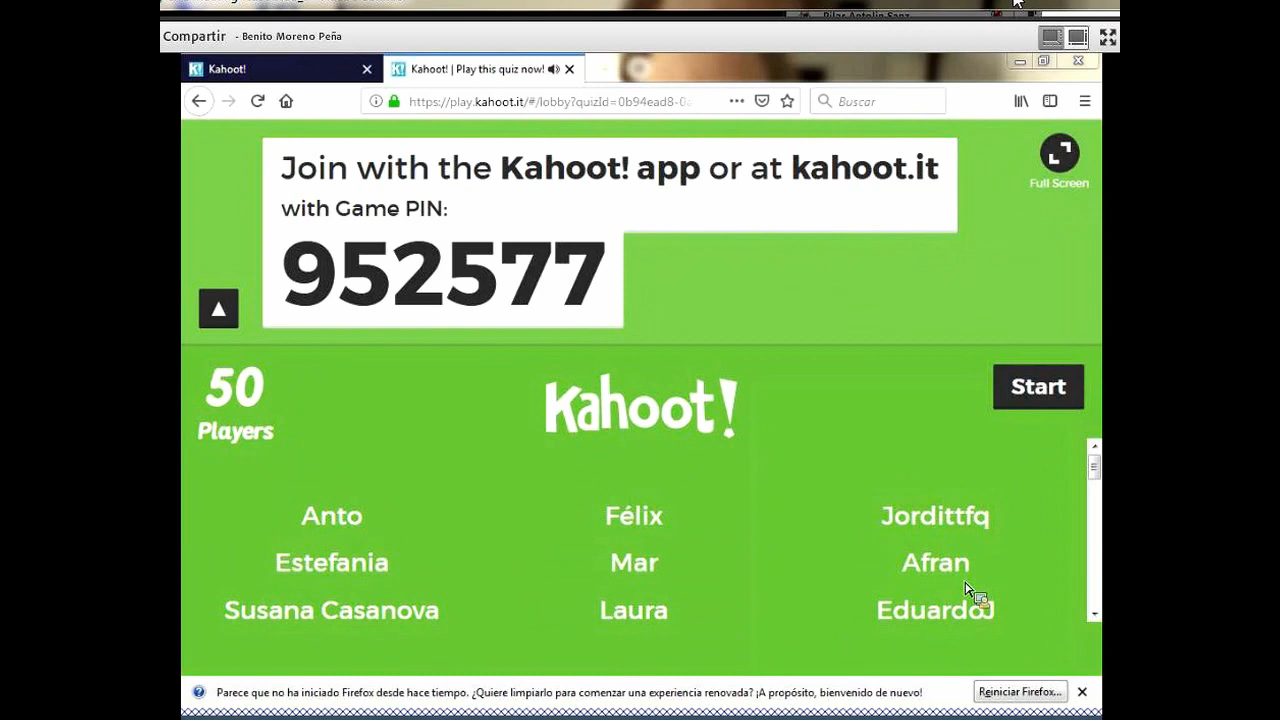 Compartir - Benito Moreno Peña
Kahoot!
Kahoot! | Play this quiz now!
https://play.kahoot.it/#/lobby?quizId=0b94ead8-0
Buscar
Join with the Kahoot! app or at kahoot.it
with Game PIN:
952577
Full Screen
50
Players
Kahoot!
Start
Anto Félix Jordittfq
Estefania Mar Afran
Susana Casanova Laura EduardoJ
Parece que no ha iniciado Firefox desde hace tiempo. ¿Quiere limpiarlo para comenzar una experiencia renovada? ¡A propósito, bienvenido de nuevo!
Reiniciar Firefox...